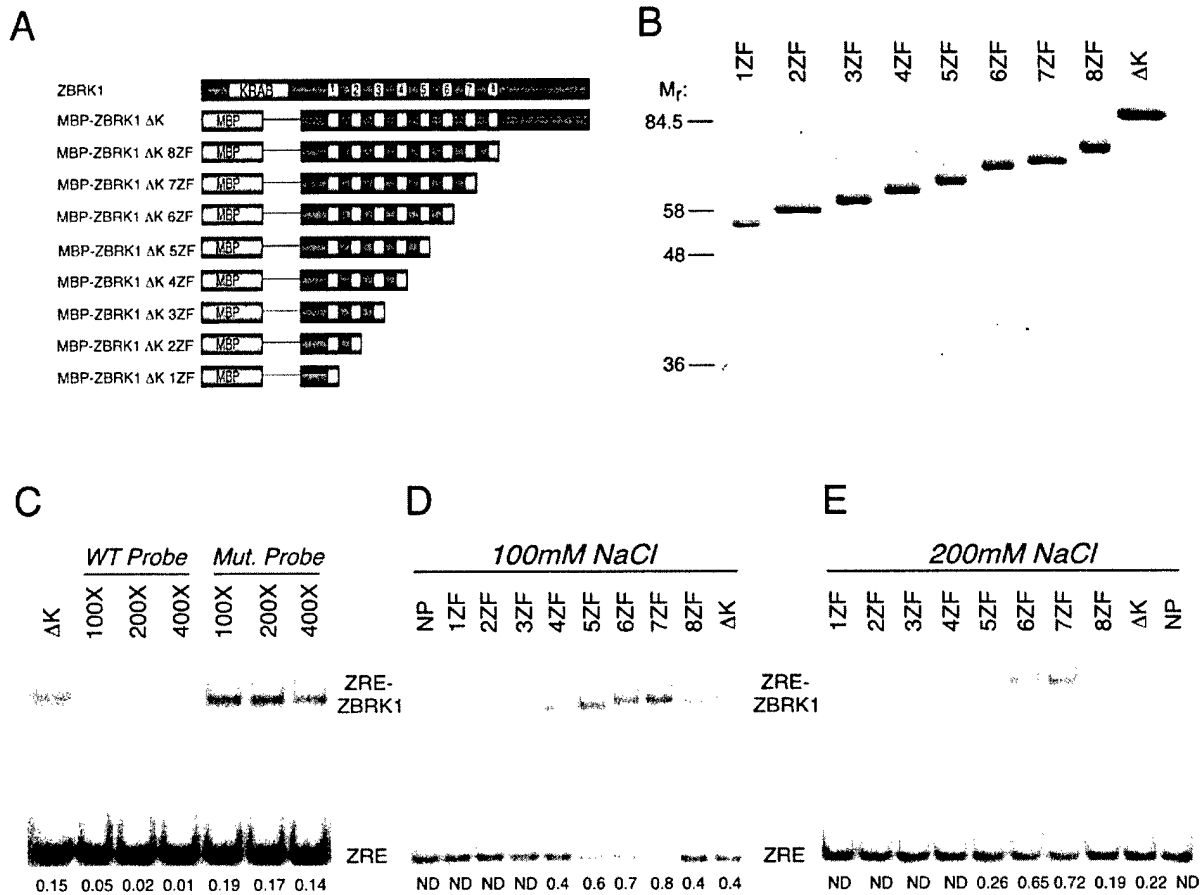 A
ZBRK1
KRAB
1 2 3 4 5 6 7 8
MBP-ZBRK1 ΔK
MBP
MBP-ZBRK1 ΔK 8ZF
MBP
MBP-ZBRK1 ΔK 7ZF
MBP
MBP-ZBRK1 ΔK 6ZF
MBP
MBP-ZBRK1 ΔK 5ZF
MBP
MBP-ZBRK1 ΔK 4ZF
MBP
MBP-ZBRK1 ΔK 3ZF
MBP
MBP-ZBRK1 ΔK 2ZF
MBP
MBP-ZBRK1 ΔK 1ZF
MBP
B
1ZF 2ZF 3ZF 4ZF 5ZF 6ZF 7ZF 8ZF ΔK
Mr:
84.5
58
48
36
C
WT Probe Mut. Probe
ΔK 100X 200X 400X 100X 200X 400X
0.15 0.05 0.02 0.01 0.19 0.17 0.14
ZRE-
ZBRK1
ZRE
D
100mM NaCl
NP 1ZF 2ZF 3ZF 4ZF 5ZF 6ZF 7ZF 8ZF ΔK
ND ND ND ND 0.4 0.6 0.7 0.8 0.4 0.4
ZRE-
ZBRK1
ZRE
E
200mM NaCl
1ZF 2ZF 3ZF 4ZF 5ZF 6ZF 7ZF 8ZF ΔK NP
ND ND ND ND 0.26 0.65 0.72 0.19 0.22 ND